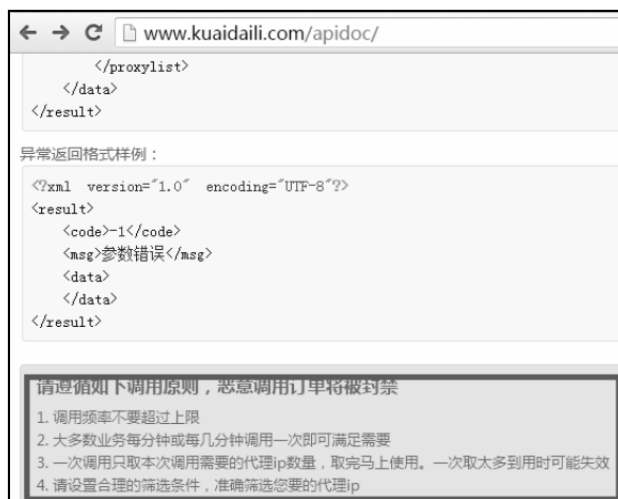 www.kuaidaili.com/apidoc/
</proxylist>
</data>
</result>
异常返回格式样例：
<?xml version="1.0" encoding="UTF-8"?>
<result>
<code>-1</code>
<msg>参数错误</msg>
<data>
</data>
</result>
请遵循如下调用原则，恶意调用订单将被封禁
1. 调用频率不要超过上限
2. 大多数业务每分钟或每几分钟调用一次即可满足需要
3. 一次调用只取本次调用需要的代理ip数量，取完马上使用。一次取太多到用时可能失效
4. 请设置合理的筛选条件，准确筛选您要的代理ip